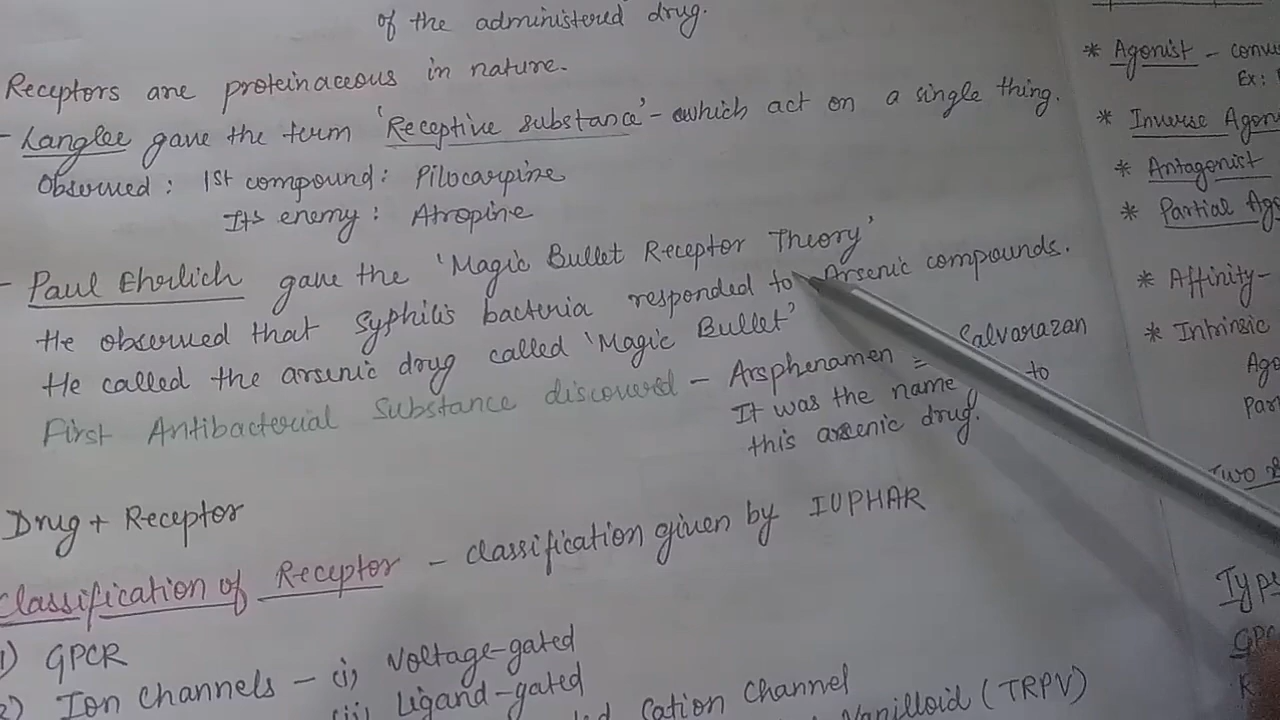 of the administered drug.
Receptors are proteinaceous in nature.
- Langlee gave the term 'Receptive substance' - which act on a single thing.
Observed : 1st compound : Pilocarpine
Its enemy : Atropine
- Paul Ehrlich gave the 'Magic Bullet Receptor Theory'
He observed that Syphilis bacteria responded to Arsenic compounds.
He called the arsenic drug called 'Magic Bullet'
First Antibacterial Substance discovered - Arsphenamen = Salvarazan
It was the name to
this arsenic drug.
Drug + Receptor
Classification of Receptor - classification given by IUPHAR
1) GPCR
2) Ion Channels - (i) Voltage-gated
(ii) Ligand-gated
Cation Channel
Vanilloid (TRPV)
* Agonist -
Ex:
* Inverse
* Antagonist
* Partial
* Affinity -
* Intrinsic
Two